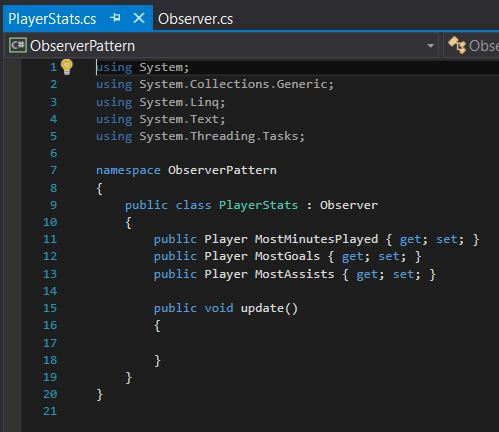 PlayerStats.cs Observer.cs
C# ObserverPattern Obse
1 using System;
2 using System.Collections.Generic;
3 using System.Linq;
4 using System.Text;
5 using System.Threading.Tasks;
6
7 namespace ObserverPattern
8 {
9 public class PlayerStats : Observer
10 {
11 public Player MostMinutesPlayed { get; set; }
12 public Player MostGoals { get; set; }
13 public Player MostAssists { get; set; }
14
15 public void update()
16 {
17
18 }
19 }
20 }
21